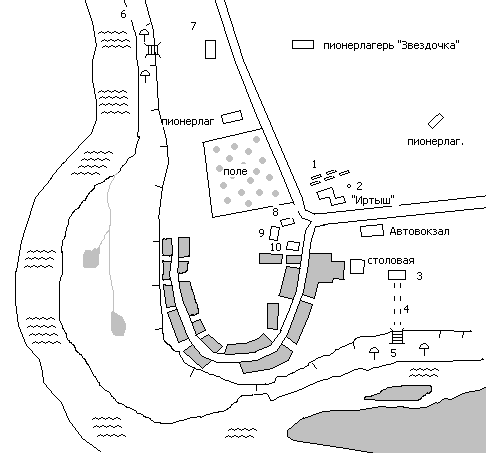 6
7
пионерлагерь "Звездочка"
пионерлаг
пионерлаг.
1
поле
2
"Иртыш"
8
9
Автовокзал
10
столовая
3
4
5